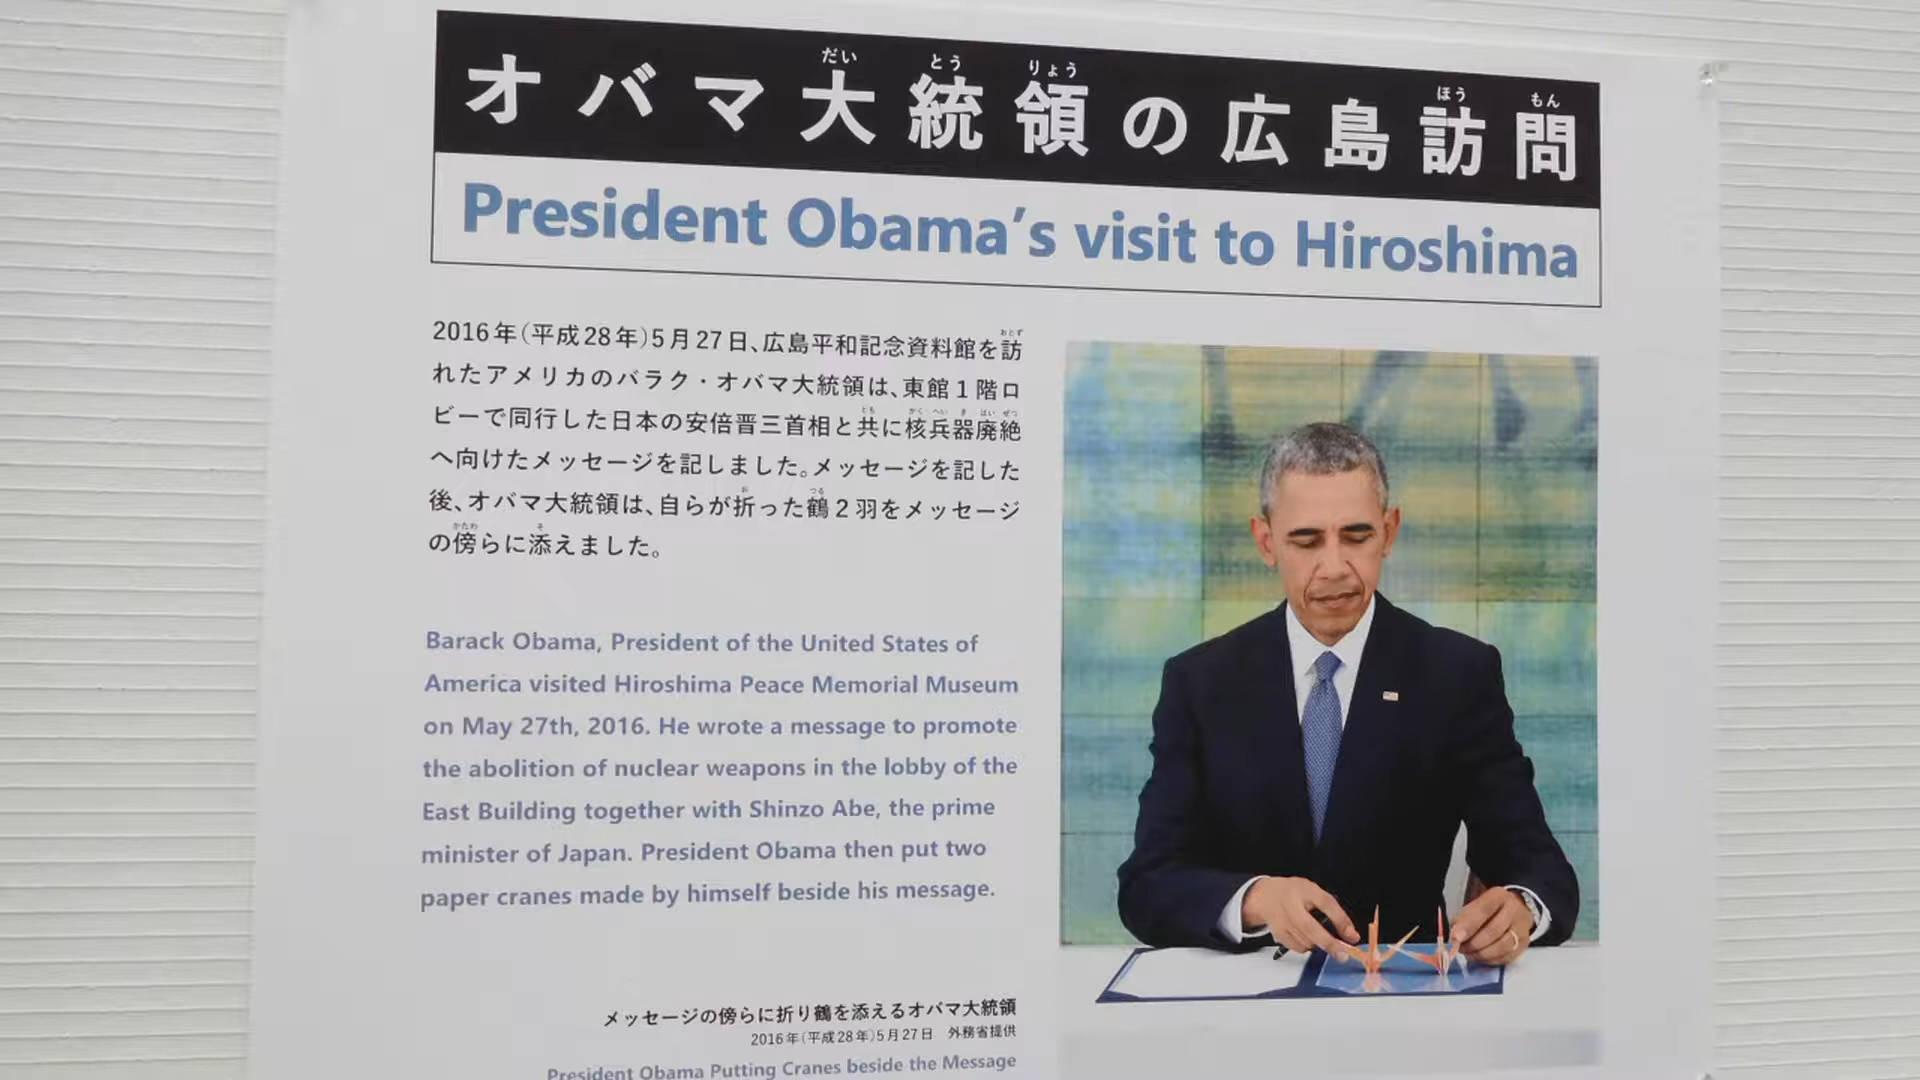 オバマ大統領の広島訪問
President Obama's visit to Hiroshima
2016年(平成28年)5月27日、広島平和記念資料館を訪
れたアメリカのバラク・オバマ大統領は、東館1階ロ
ビーで同行した日本の安倍晋三首相と共に核兵器廃絶
へ向けたメッセージを記しました。メッセージを記した
後、オバマ大統領は、自らが折った鶴2羽をメッセージ
の傍らに添えました。
Barack Obama, President of the United States of
America visited Hiroshima Peace Memorial Museum
on May 27th, 2016. He wrote a message to promote
the abolition of nuclear weapons in the lobby of the
East Building together with Shinzo Abe, the prime
minister of Japan. President Obama then put two
paper cranes made by himself beside his message.
メッセージの傍らに折り鶴を添えるオバマ大統領
2016年(平成28年)5月27日 外務省提供
President Obama Putting Cranes beside the Message